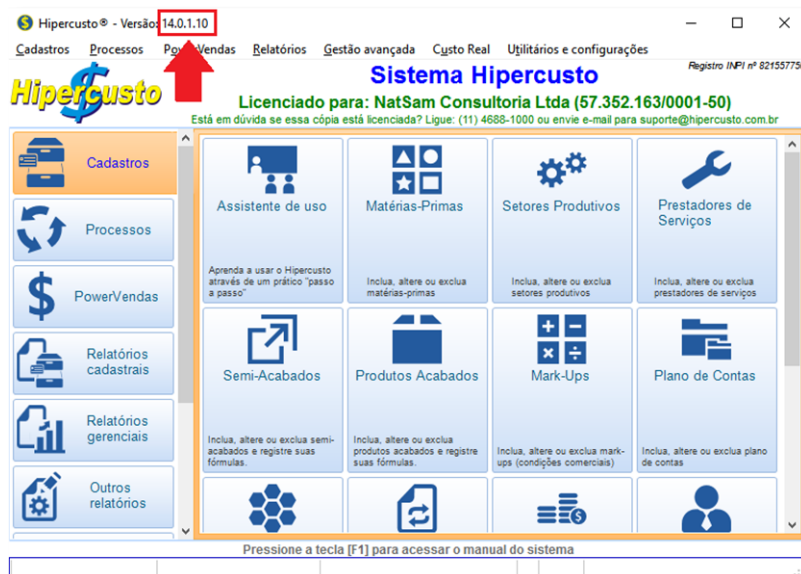 Hipercusto® - Versão: 14.0.1.10
Cadastros Processos PowerVendas Relatórios Gestão avançada Custo Real Utilitários e configurações
Registro INPI nº 82155775
Hipercusto
Sistema Hipercusto
Licenciado para: NatSam Consultoria Ltda (57.352.163/0001-50)
Está em dúvida se essa cópia está licenciada? Ligue: (11) 4688-1000 ou envie e-mail para suporte@hipercusto.com.br
Cadastros
Processos
PowerVendas
Relatórios
cadastrais
Relatórios
gerenciais
Outros
relatórios
Assistente de uso
Aprenda a usar o Hipercusto
através de um prático "passo
a passo"
Matérias-Primas
Inclua, altere ou exclua
matérias-primas
Setores Produtivos
Inclua, altere ou exclua
setores produtivos
Prestadores de
Serviços
Inclua, altere ou exclua
prestadores de serviços
Semi-Acabados
Inclua, altere ou exclua semi-
acabados e registre suas
fórmulas.
Produtos Acabados
Inclua, altere ou exclua
produtos acabados e registre
suas fórmulas.
Mark-Ups
Inclua, altere ou exclua mark-
ups (condições comerciais)
Plano de Contas
Inclua, altere ou exclua plano
de contas
Pressione a tecla [F1] para acessar o manual do sistema